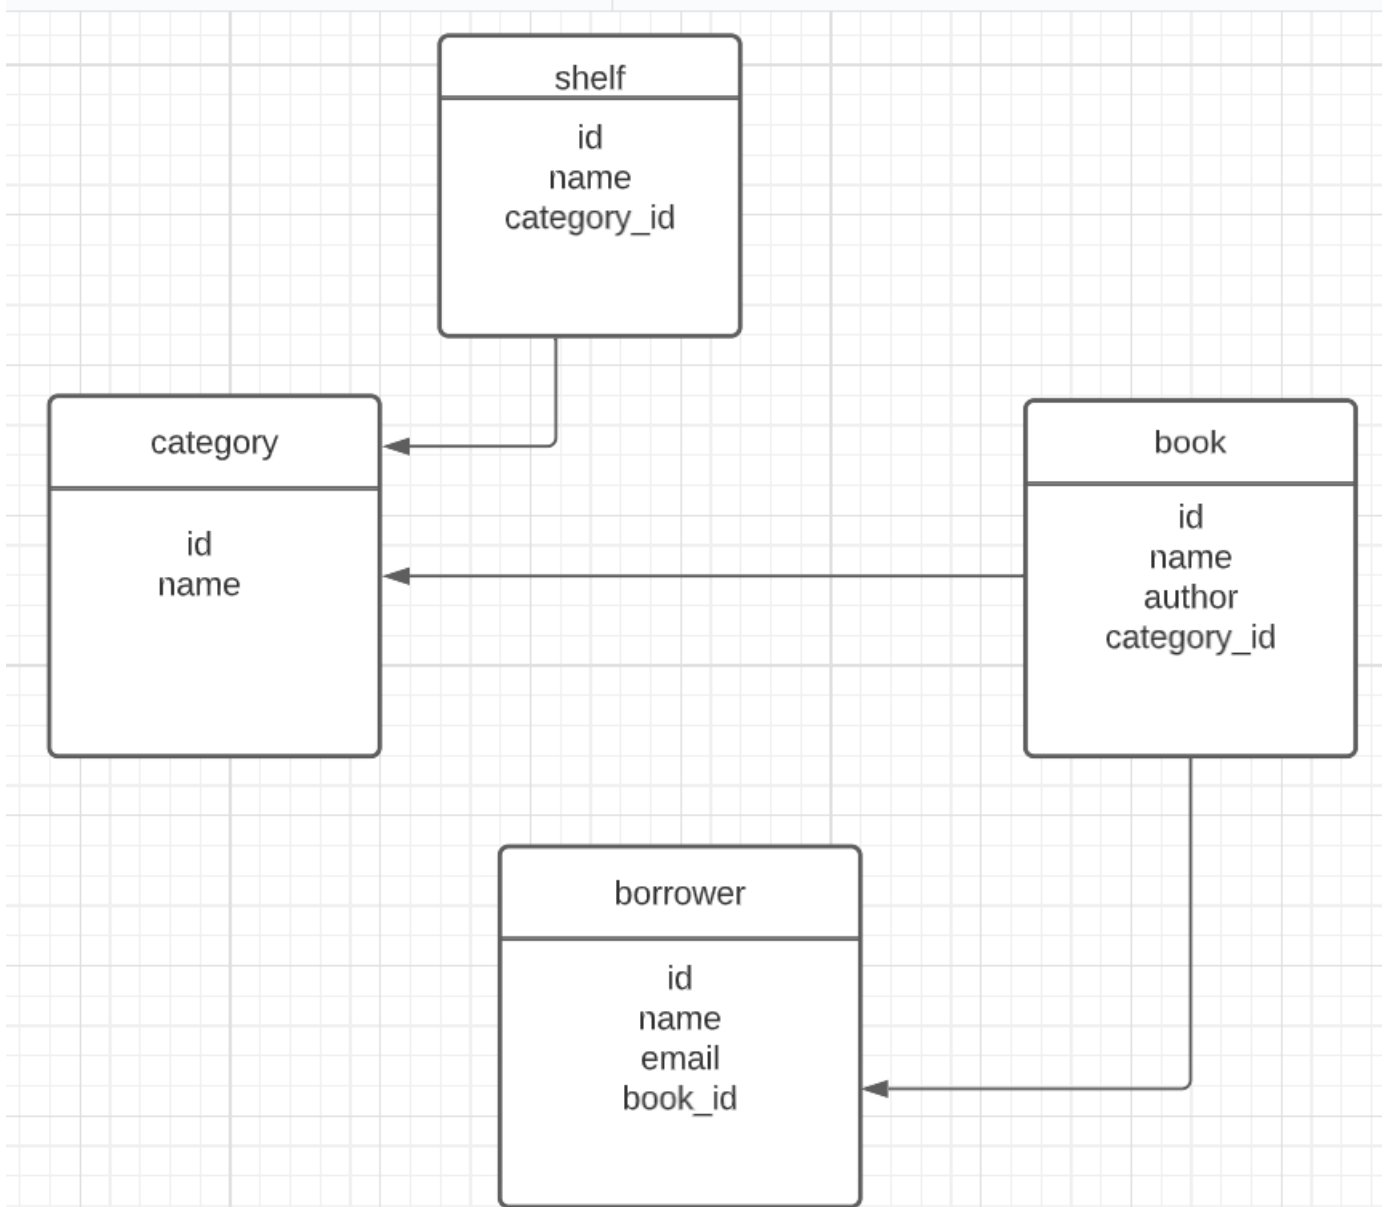 shelf
id
name
category_id
category
id
name
book
id
name
author
category_id
borrower
id
name
email
book_id